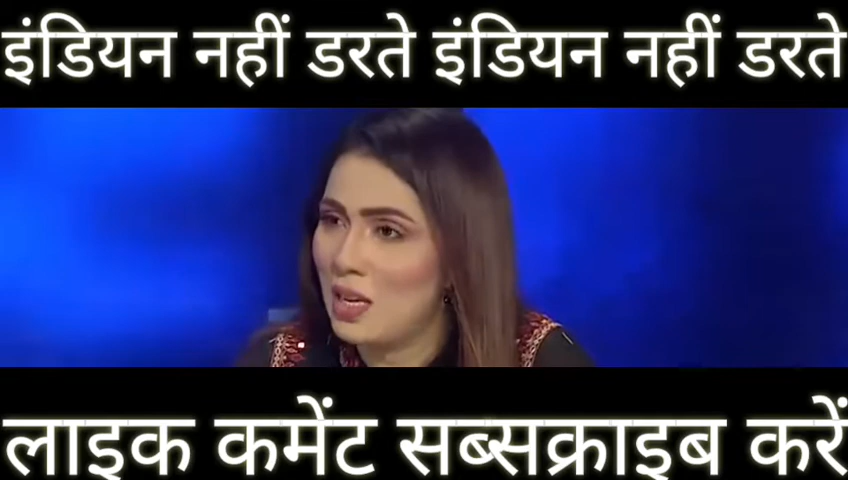 इंडियन नहीं डरते इंडियन नहीं डरते
लाइक कमेंट सब्सक्राइब करें